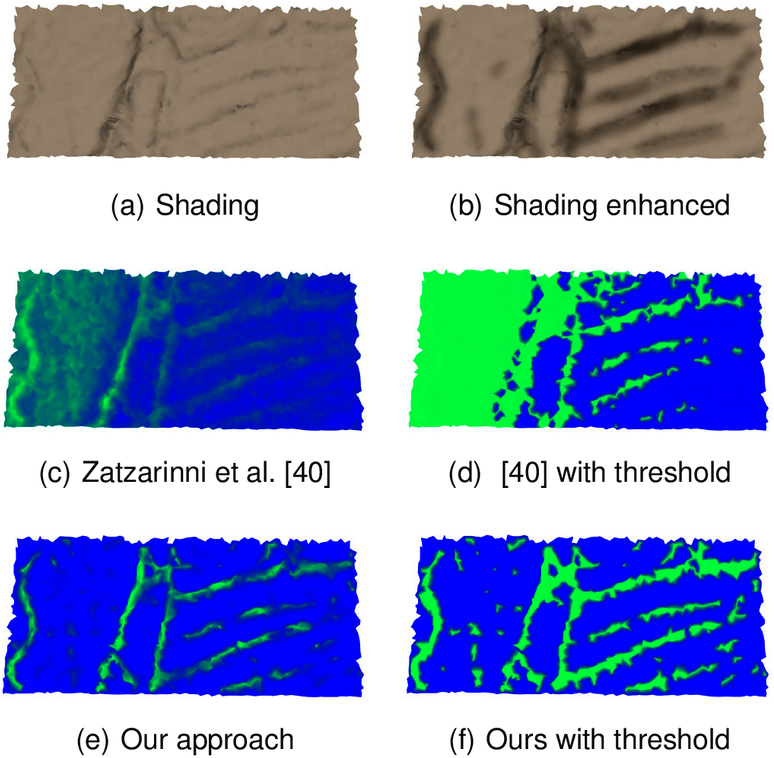 (a) Shading
(b) Shading enhanced
(c) Zatzarinni et al. [40]
(d) [40] with threshold
(e) Our approach
(f) Ours with threshold